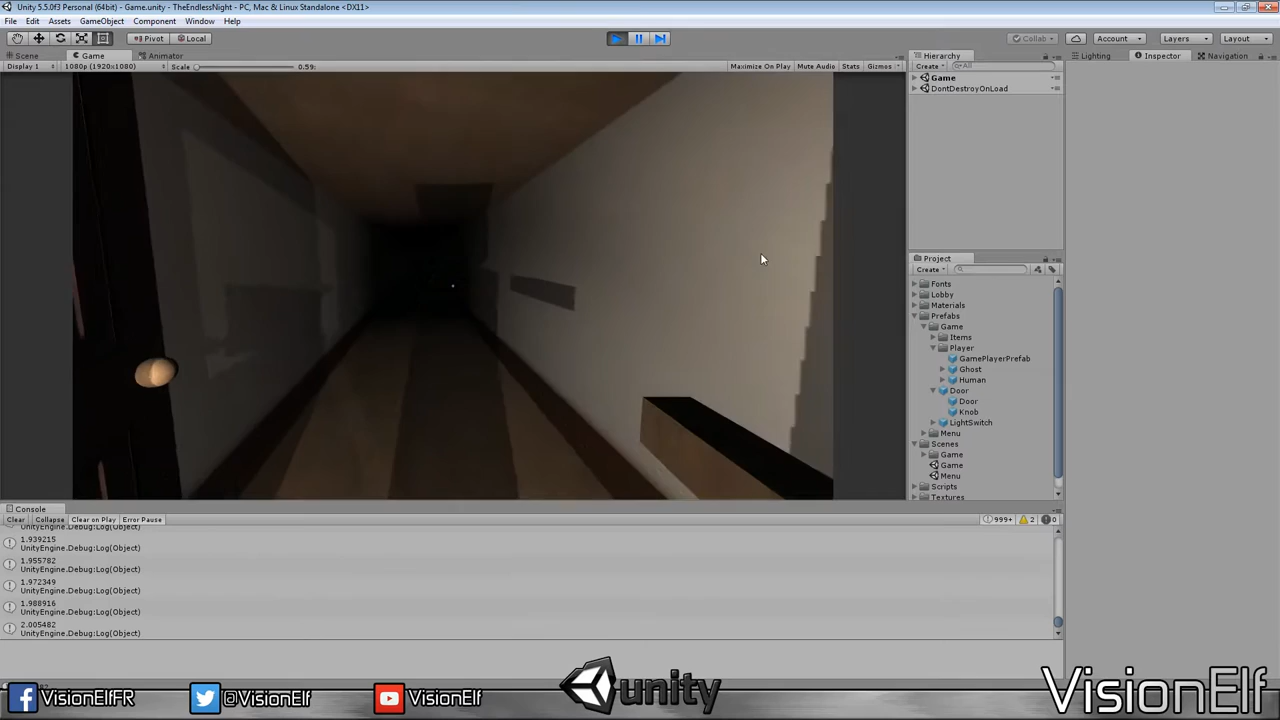 Unity 5.5.0f3 Personal (64bit) - Game.unity - TheEndlessNight - PC, Mac & Linux Standalone <DX11>
File Edit Assets GameObject Component Window Help
Pivot Local Collab Account Layers Layout
Scene Game Animator Hierarchy Lighting Inspector Navigation
Display 1 1080p (1920x1080) Scale 0.59: Maximize On Play Mute Audio Stats Gizmos Create All
Game
DontDestroyOnLoad
Project
Create
Fonts
Lobby
Materials
Prefabs
Game
Items
Player
GamePlayerPrefab
Ghost
Human
Door
Door
Knob
LightSwitch
Menu
Scenes
Game
Game
Menu
Scripts
Textures
Console
Clear Collapse Clear on Play Error Pause 999+ 2 0
UnityEngine.Debug:Log(Object)
1.939215
UnityEngine.Debug:Log(Object)
1.955782
UnityEngine.Debug:Log(Object)
1.972349
UnityEngine.Debug:Log(Object)
1.988916
UnityEngine.Debug:Log(Object)
2.005482
UnityEngine.Debug:Log(Object)
VisionElfFR @VisionElf VisionElf unity VisionElf